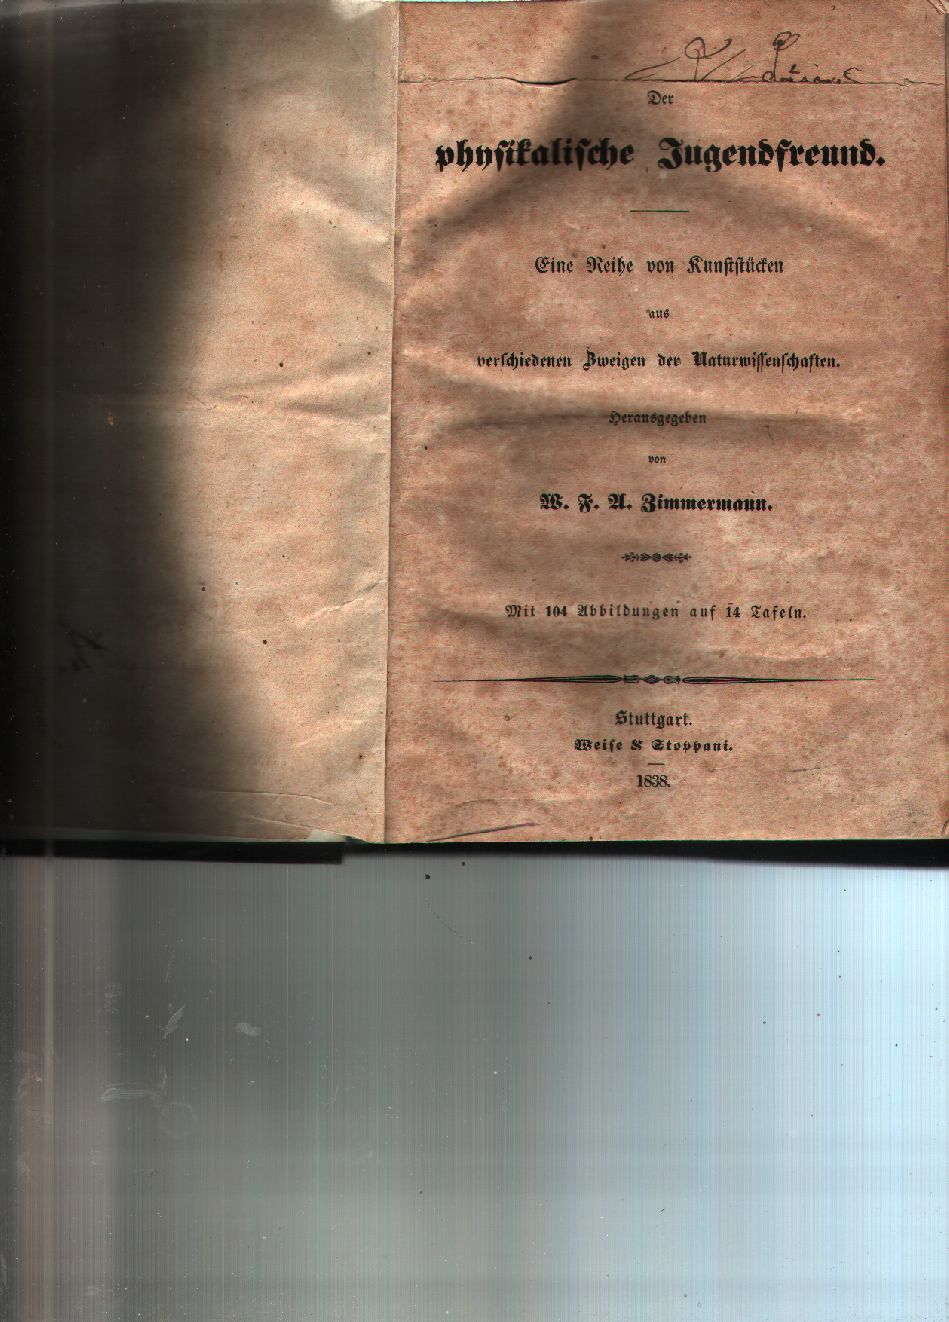 Der
physikalische Jugendfreund.
Eine Reihe von Kunststücken
aus
verschiedenen Zweigen der Naturwissenschaften.
Herausgegeben
von
W. F. A. Zimmermann.
Mit 104 Abbildungen auf 14 Tafeln.
Stuttgart.
Weise & Stoppani.
1838.